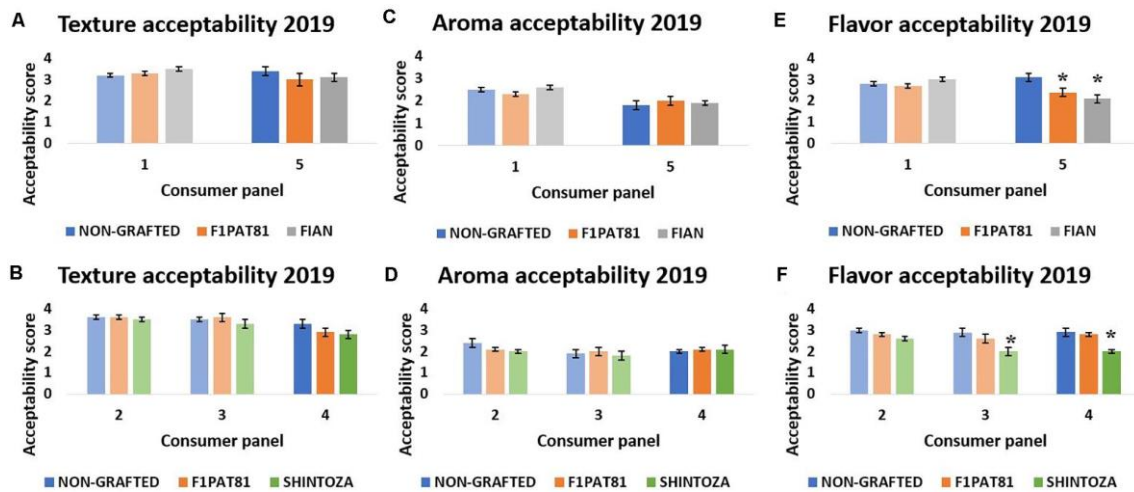 A
Texture acceptability 2019
Acceptability score
4
3
2
1
0
1 5
Consumer panel
NON-GRAFTED F1PAT81 FIAN
C
Aroma acceptability 2019
Acceptability score
4
3
2
1
0
1 5
Consumer panel
NON-GRAFTED F1PAT81 FIAN
E
Flavor acceptability 2019
Acceptability score
4
3
2
1
0
* *
1 5
Consumer panel
NON-GRAFTED F1PAT81 FIAN
B
Texture acceptability 2019
Acceptability score
4
3
2
1
0
2 3 4
Consumer panel
NON-GRAFTED F1PAT81 SHINTOZA
D
Aroma acceptability 2019
Acceptability score
4
3
2
1
0
2 3 4
Consumer panel
NON-GRAFTED F1PAT81 SHINTOZA
F
Flavor acceptability 2019
Acceptability score
4
3
2
1
0
* *
2 3 4
Consumer panel
NON-GRAFTED F1PAT81 SHINTOZA